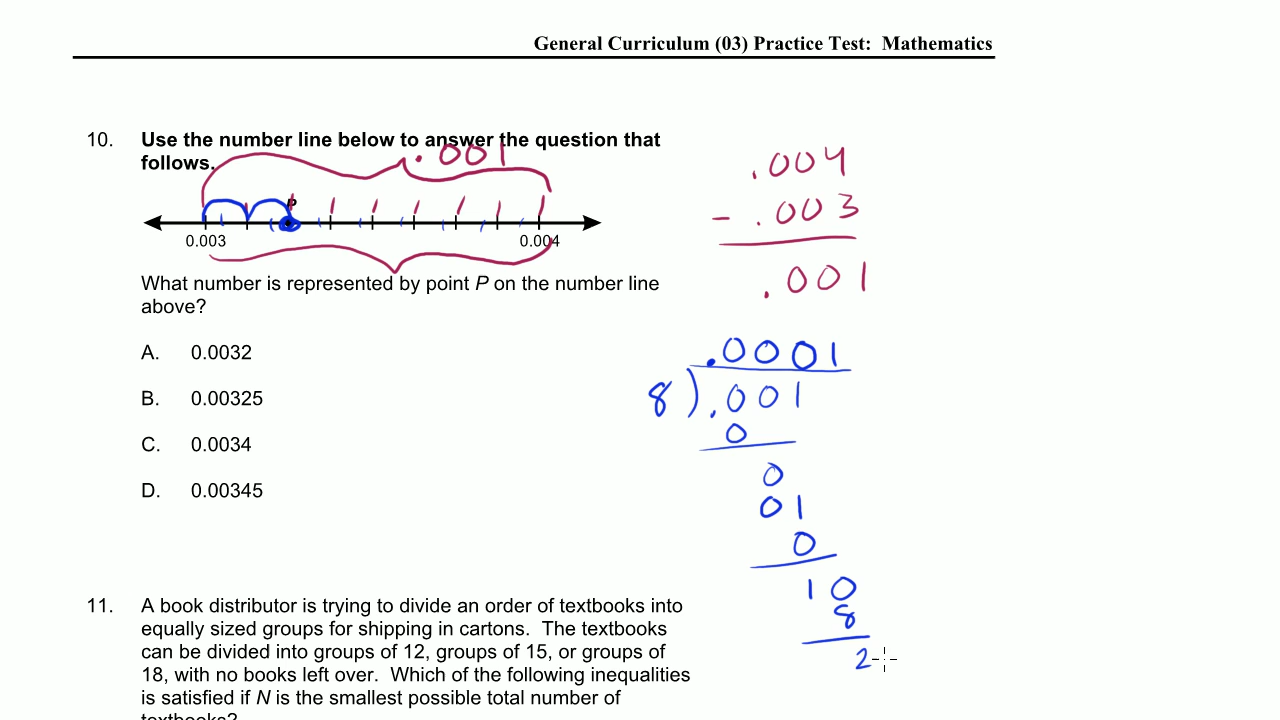 General Curriculum (03) Practice Test: Mathematics
10. Use the number line below to answer the question that
follows.
.001
P
0.003 0.004
What number is represented by point P on the number line
above?
A. 0.0032
B. 0.00325
C. 0.0034
D. 0.00345
.004
- .003
.001
.0001
8).001
0
0
01
0
10
8
2
11. A book distributor is trying to divide an order of textbooks into
equally sized groups for shipping in cartons. The textbooks
can be divided into groups of 12, groups of 15, or groups of
18, with no books left over. Which of the following inequalities
is satisfied if N is the smallest possible total number of
textbooks?